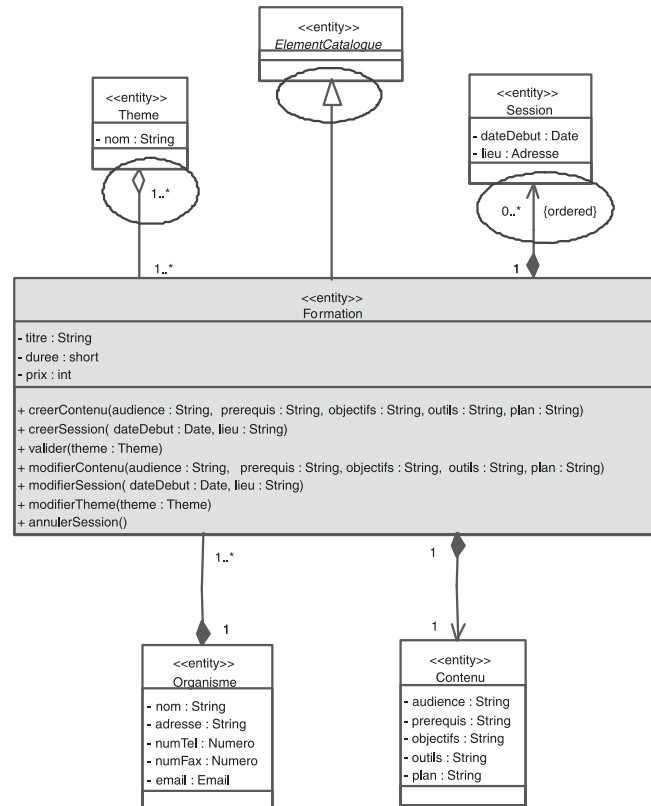 <<entity>>
ElementCatalogue
<<entity>>
Theme
- nom : String
1..*
1..*
<<entity>>
Session
- dateDebut : Date
- lieu : Adresse
0..* {ordered}
1
<<entity>>
Formation
- titre : String
- duree : short
- prix : int
+ creerContenu(audience : String, prerequis : String, objectifs : String, outils : String, plan : String)
+ creerSession( dateDebut : Date, lieu : String)
+ valider(theme : Theme)
+ modifierContenu(audience : String, prerequis : String, objectifs : String, outils : String, plan : String)
+ modifierSession( dateDebut : Date, lieu : String)
+ modifierTheme(theme : Theme)
+ annulerSession()
1..*
1
<<entity>>
Organisme
- nom : String
- adresse : String
- numTel : Numero
- numFax : Numero
- email : Email
1
1
<<entity>>
Contenu
- audience : String
- prerequis : String
- objectifs : String
- outils : String
- plan : String